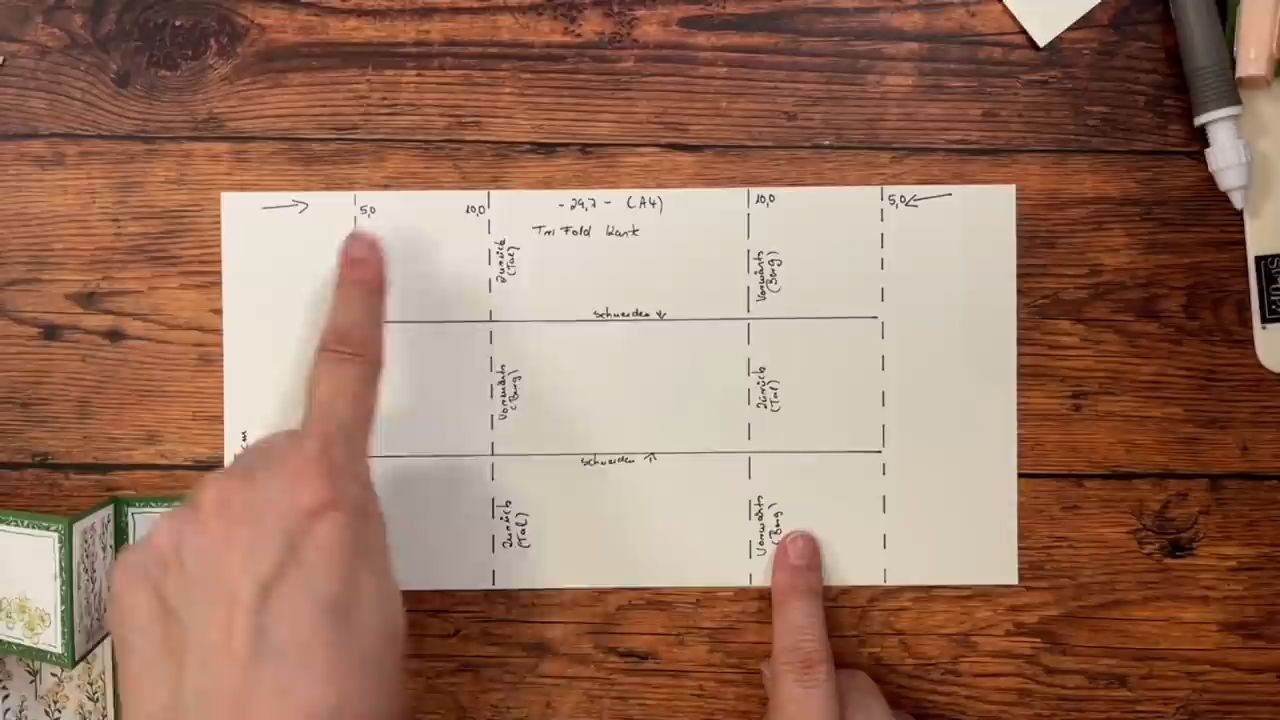 → 5,0 10,0 - 29,7 - (A4) 10,0 5,0 ←
Tri Fold Karte
Zurück
(Tal)
Vorwärts
(Berg)
schneiden ↓
Vorwärts
(Berg)
Zurück
(Tal)
cm
schneiden ↑
Zurück
(Tal)
Vorwärts
(Berg)